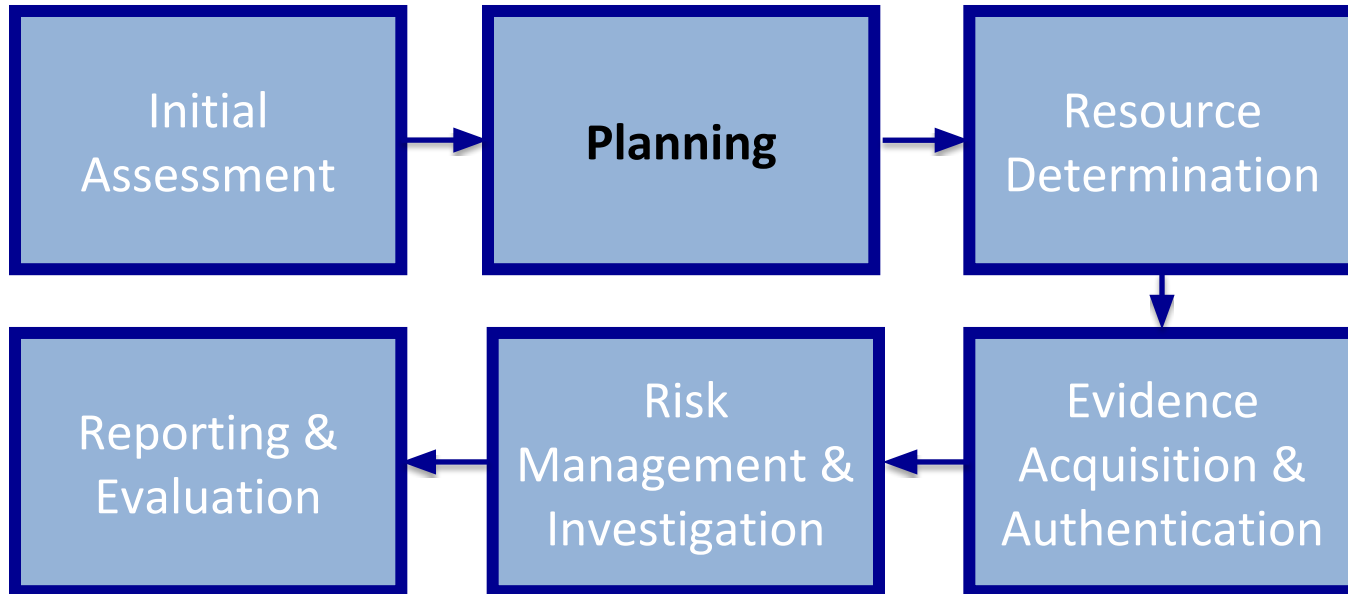 Initial
Assessment
Planning
Resource
Determination
Evidence
Acquisition &
Authentication
Risk
Management &
Investigation
Reporting &
Evaluation